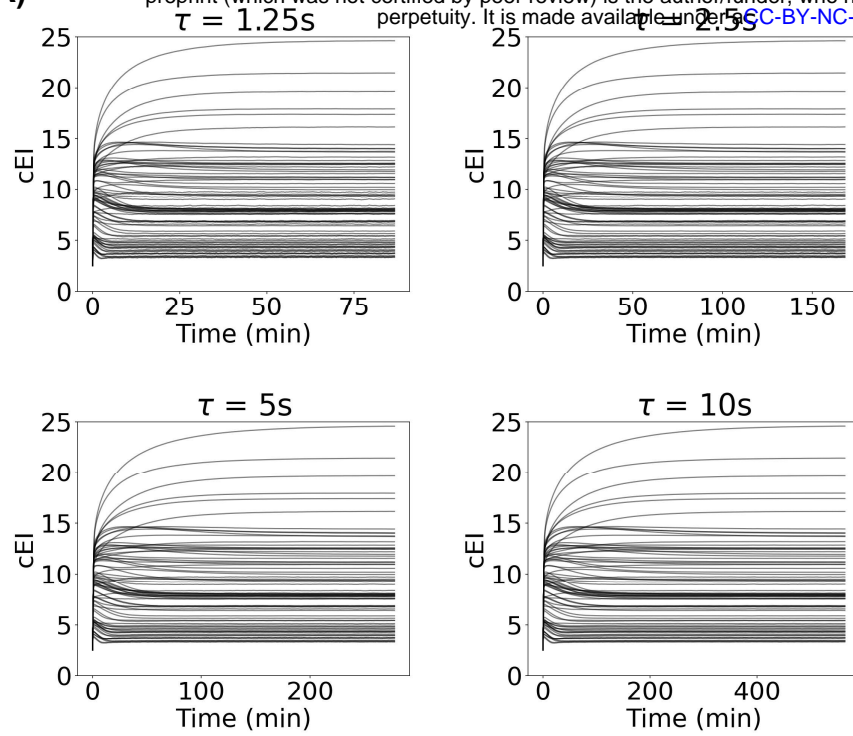 preprint (which was not certified by peer review) is the author/funder, who
perpetuity. It is made available under aCC-BY-NC-
τ = 1.25s
τ = 2.5s
25
20
15
10
5
0
cEI
0 25 50 75
Time (min)
25
20
15
10
5
0
cEI
0 50 100 150
Time (min)
τ = 5s
τ = 10s
25
20
15
10
5
0
cEI
0 100 200
Time (min)
25
20
15
10
5
0
cEI
0 200 400
Time (min)